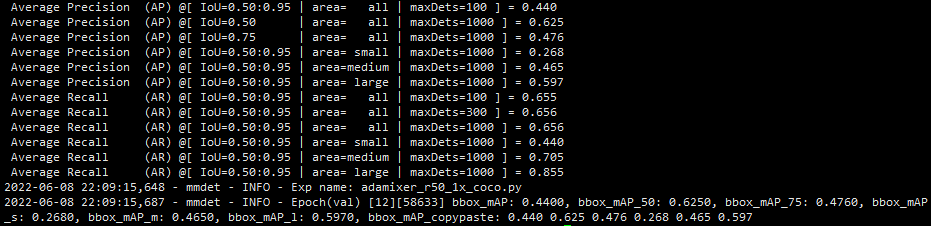 Average Precision  (AP) @[ IoU=0.50:0.95 | area=   all | maxDets=100 ] = 0.440
Average Precision  (AP) @[ IoU=0.50      | area=   all | maxDets=1000 ] = 0.625
Average Precision  (AP) @[ IoU=0.75      | area=   all | maxDets=1000 ] = 0.476
Average Precision  (AP) @[ IoU=0.50:0.95 | area= small | maxDets=1000 ] = 0.268
Average Precision  (AP) @[ IoU=0.50:0.95 | area=medium | maxDets=1000 ] = 0.465
Average Precision  (AP) @[ IoU=0.50:0.95 | area= large | maxDets=1000 ] = 0.597
Average Recall     (AR) @[ IoU=0.50:0.95 | area=   all | maxDets=100 ] = 0.655
Average Recall     (AR) @[ IoU=0.50:0.95 | area=   all | maxDets=300 ] = 0.656
Average Recall     (AR) @[ IoU=0.50:0.95 | area=   all | maxDets=1000 ] = 0.656
Average Recall     (AR) @[ IoU=0.50:0.95 | area= small | maxDets=1000 ] = 0.440
Average Recall     (AR) @[ IoU=0.50:0.95 | area=medium | maxDets=1000 ] = 0.705
Average Recall     (AR) @[ IoU=0.50:0.95 | area= large | maxDets=1000 ] = 0.855
2022-06-08 22:09:15,648 - mmdet - INFO - Exp name: adamixer_r50_1x_coco.py
2022-06-08 22:09:15,687 - mmdet - INFO - Epoch(val) [12][58633] bbox_mAP: 0.4400, bbox_mAP_50: 0.6250, bbox_mAP_75: 0.4760, bbox_mAP
_s: 0.2680, bbox_mAP_m: 0.4650, bbox_mAP_l: 0.5970, bbox_mAP_copypaste: 0.440 0.625 0.476 0.268 0.465 0.597